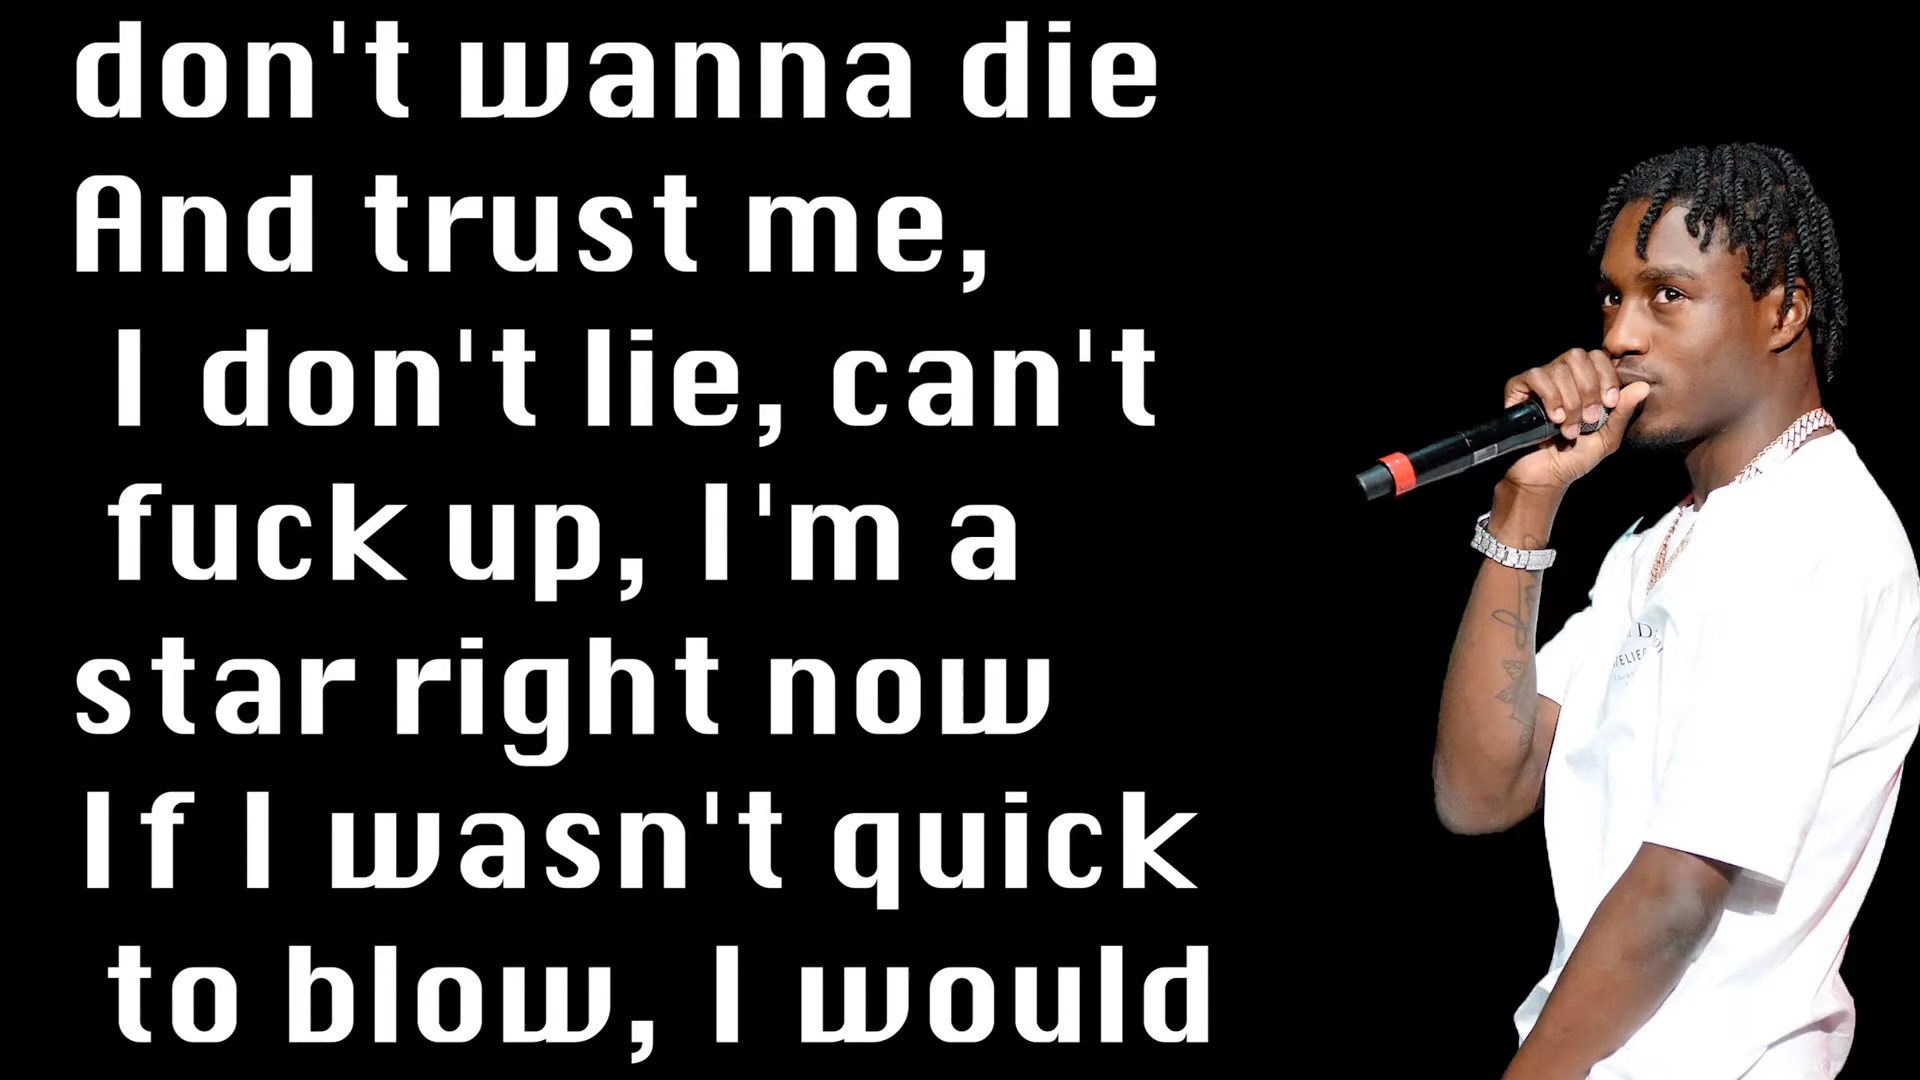 don't wanna die
And trust me,
I don't lie, can't
fuck up, I'm a
star right now
If I wasn't quick
to blow, I would